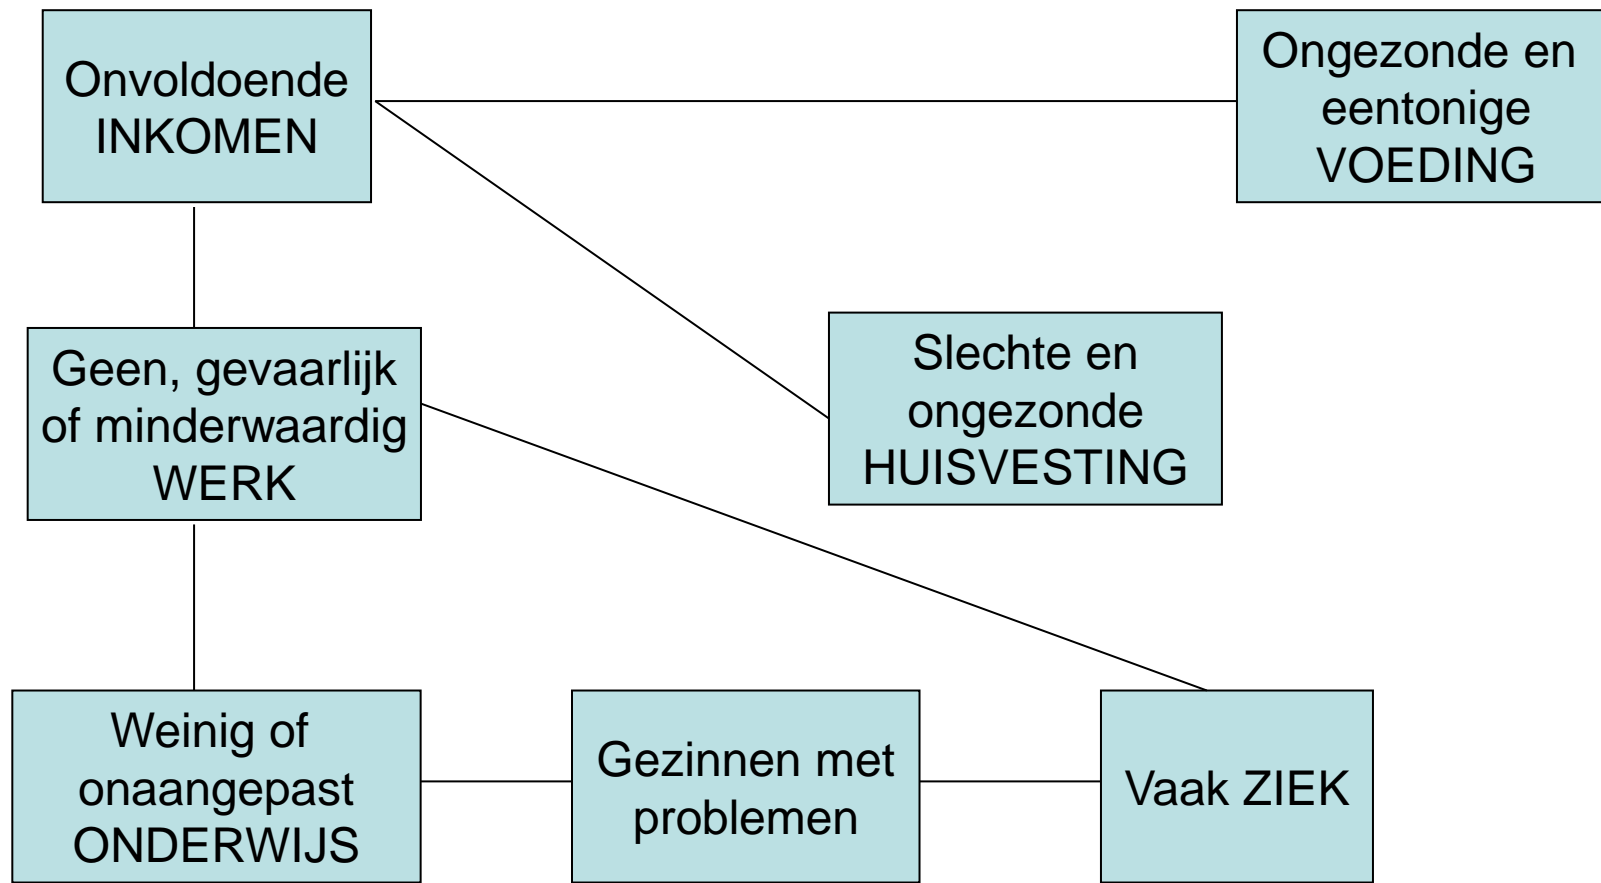 Onvoldoende
INKOMEN
Ongezonde en
eentonige
VOEDING
Geen, gevaarlijk
of minderwaardig
WERK
Slechte en
ongezonde
HUISVESTING
Weinig of
onaangepast
ONDERWIJS
Gezinnen met
problemen
Vaak ZIEK